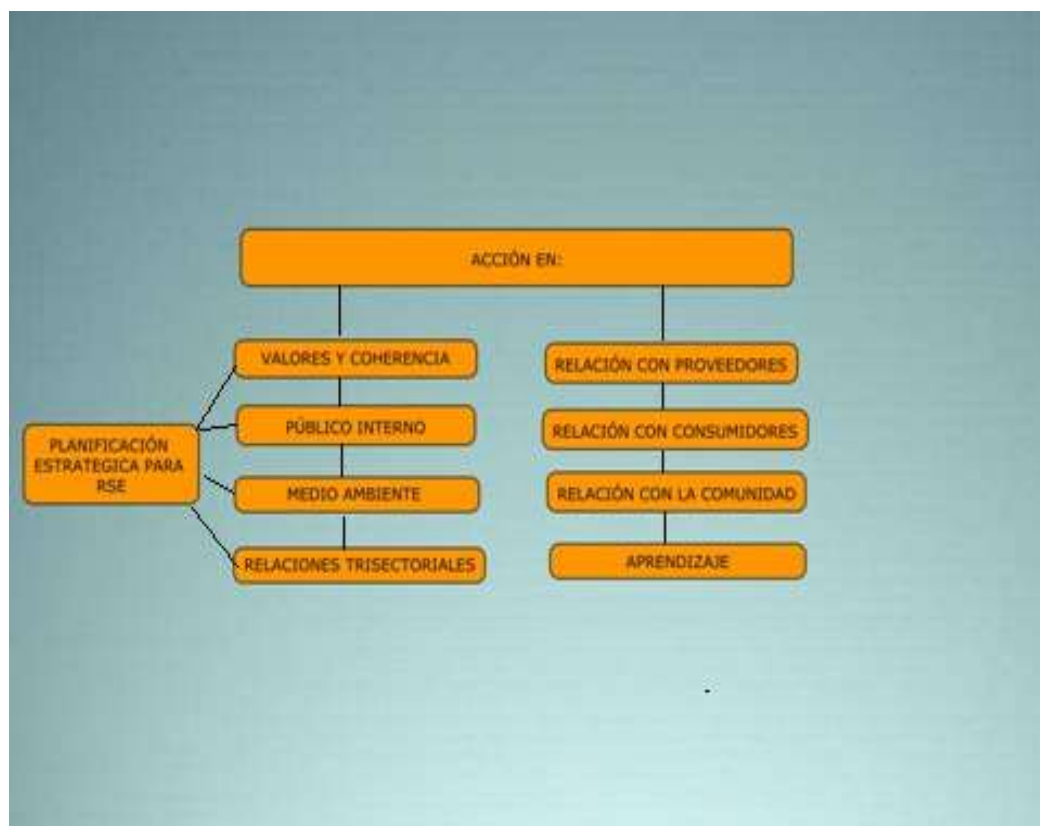 ACCIÓN EN:
VALORES Y COHERENCIA
PÚBLICO INTERNO
MEDIO AMBIENTE
RELACIONES TRISECTORIALES
PLANIFICACIÓN
ESTRATEGICA PARA
RSE
RELACIÓN CON PROVEEDORES
RELACIÓN CON CONSUMIDORES
RELACIÓN CON LA COMUNIDAD
APRENDIZAJE